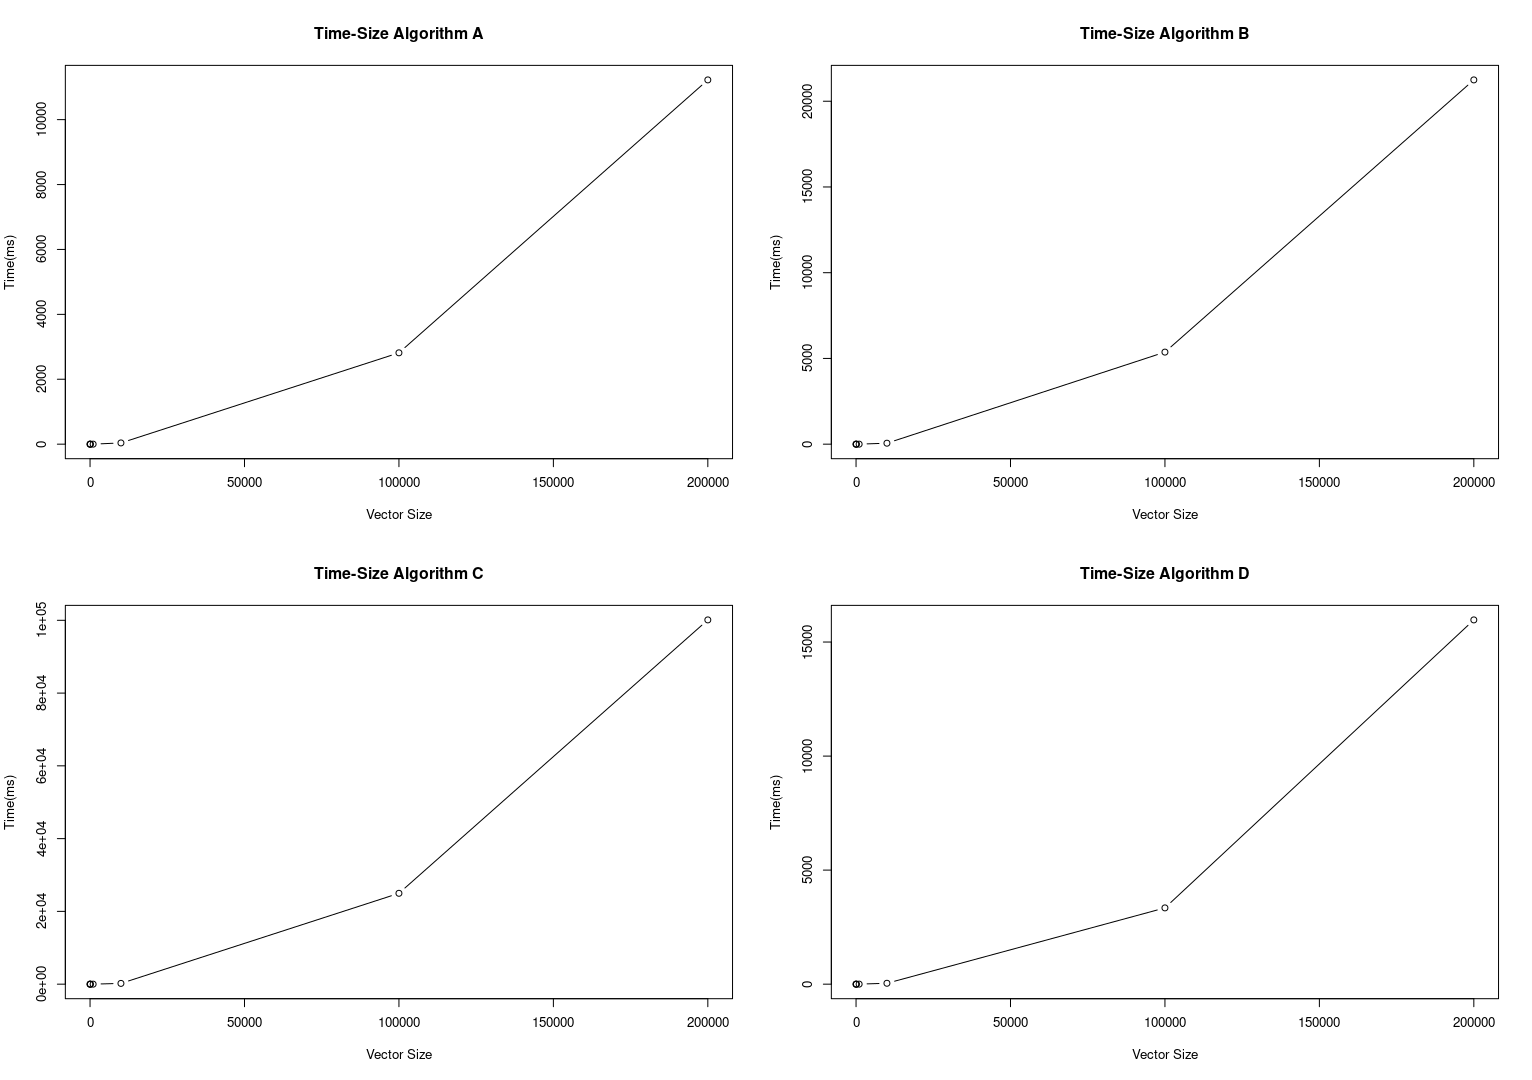 Time-Size Algorithm A
Time(ms)
10000
8000
6000
4000
2000
0
0 50000 100000 150000 200000
Vector Size
Time-Size Algorithm B
Time(ms)
20000
15000
10000
5000
0
0 50000 100000 150000 200000
Vector Size
Time-Size Algorithm C
Time(ms)
1e+05
8e+04
6e+04
4e+04
2e+04
0e+00
0 50000 100000 150000 200000
Vector Size
Time-Size Algorithm D
Time(ms)
15000
10000
5000
0
0 50000 100000 150000 200000
Vector Size